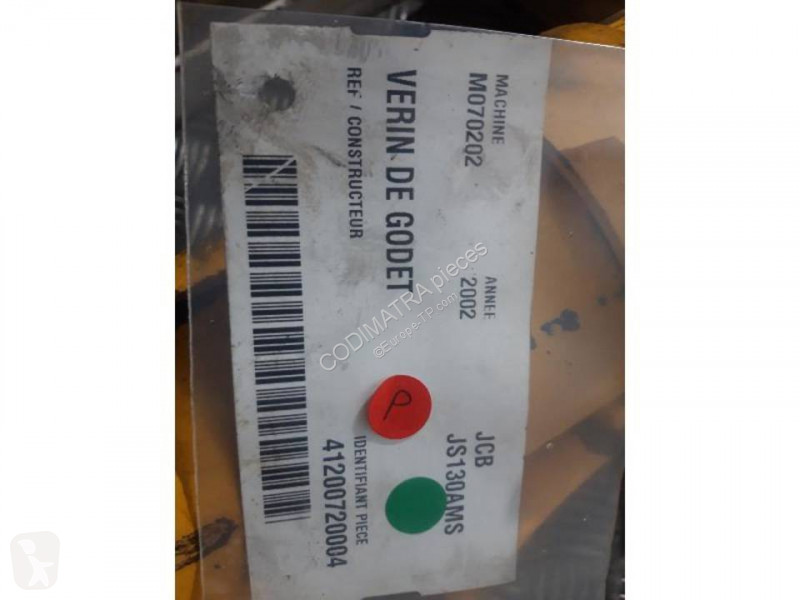 MACHINE
M070202
ANNEE
2002
JCB
JS130AMS
VERIN DE GODET
REF / CONSTRUCTEUR
IDENTIFIANT PIECE
41200720004
P
CODIMATRA pieces
©Europe-TP.com